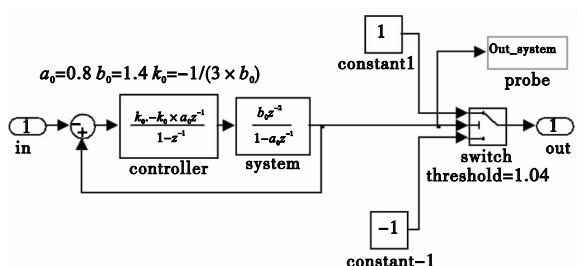 1
constant1
Out_system
probe
a₀=0.8 b₀=1.4 k₀=-1/(3 × b₀)
1
in
-
+
k₀-k₀×a₀z⁻¹
1-z⁻¹
controller
b₀z⁻³
1-a₀z⁻¹
system
switch
threshold=1.04
1
out
-1
constant-1